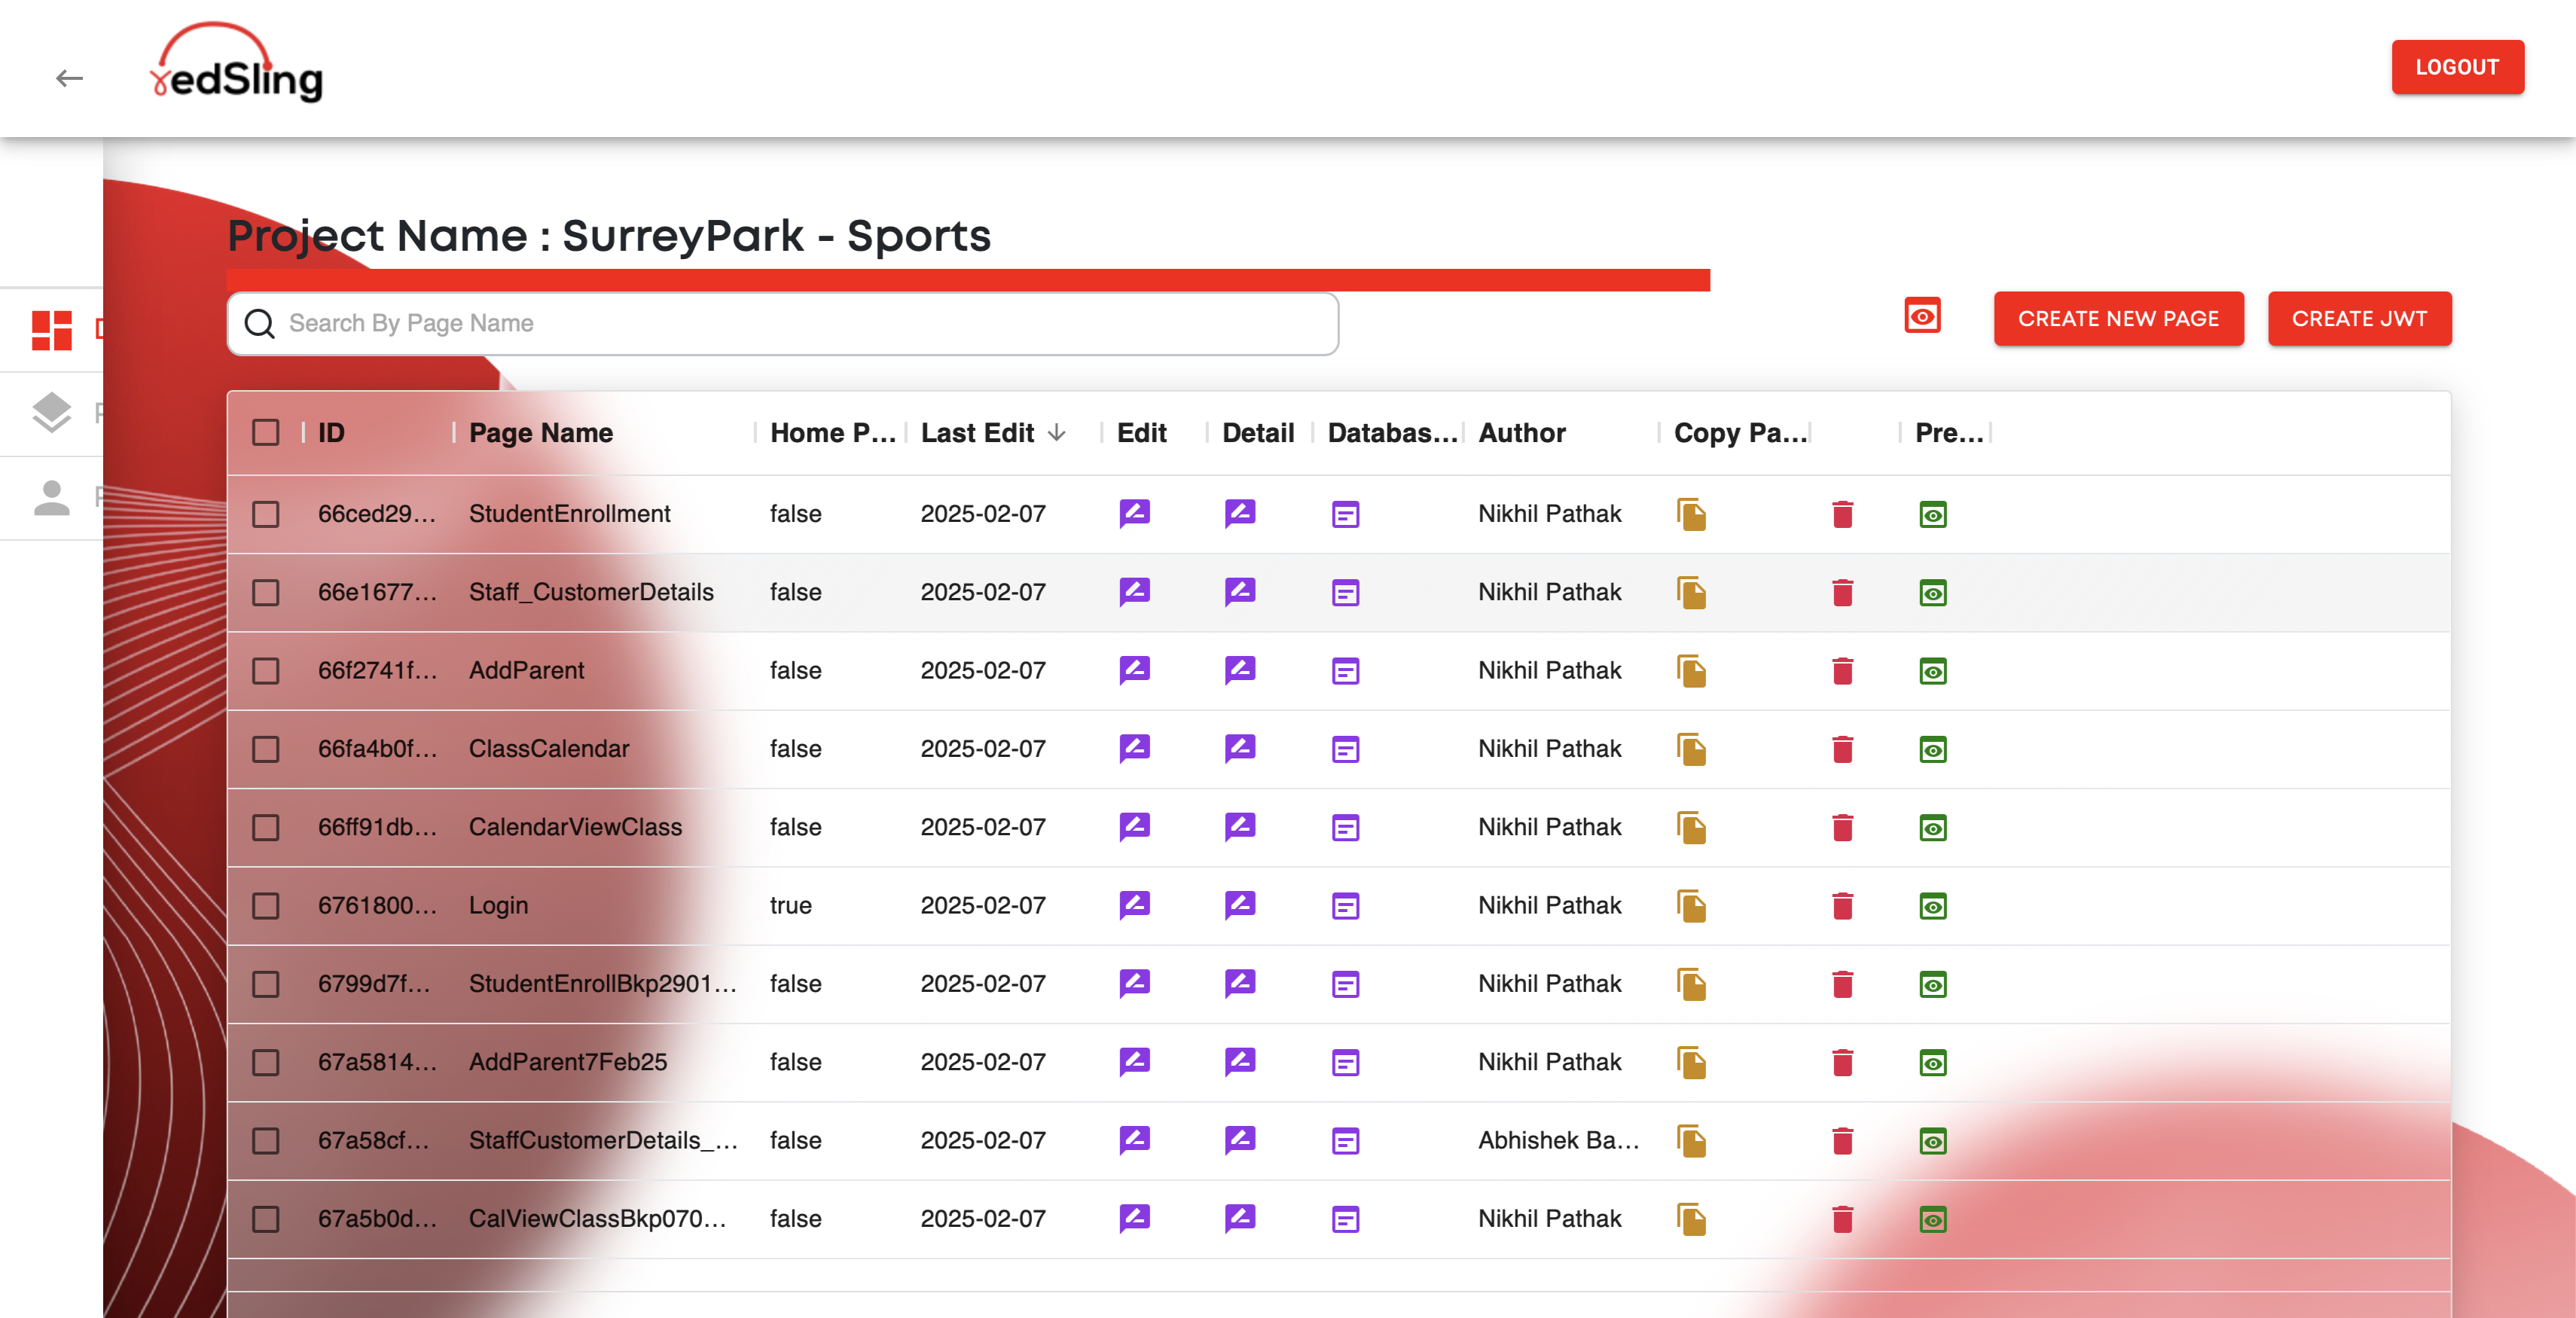 redSling
LOGOUT
Project Name : SurreyPark - Sports
Search By Page Name
CREATE NEW PAGE
CREATE JWT
ID Page Name Home P... Last Edit Edit Detail Databas... Author Copy Pa... Pre...
66ced29... StudentEnrollment false 2025-02-07 Nikhil Pathak
66e1677... Staff_CustomerDetails false 2025-02-07 Nikhil Pathak
66f2741f... AddParent false 2025-02-07 Nikhil Pathak
66fa4b0f... ClassCalendar false 2025-02-07 Nikhil Pathak
66ff91db... CalendarViewClass false 2025-02-07 Nikhil Pathak
6761800... Login true 2025-02-07 Nikhil Pathak
6799d7f... StudentEnrollBkp2901... false 2025-02-07 Nikhil Pathak
67a5814... AddParent7Feb25 false 2025-02-07 Nikhil Pathak
67a58cf... StaffCustomerDetails_... false 2025-02-07 Abhishek Ba...
67a5b0d... CalViewClassBkp070... false 2025-02-07 Nikhil Pathak